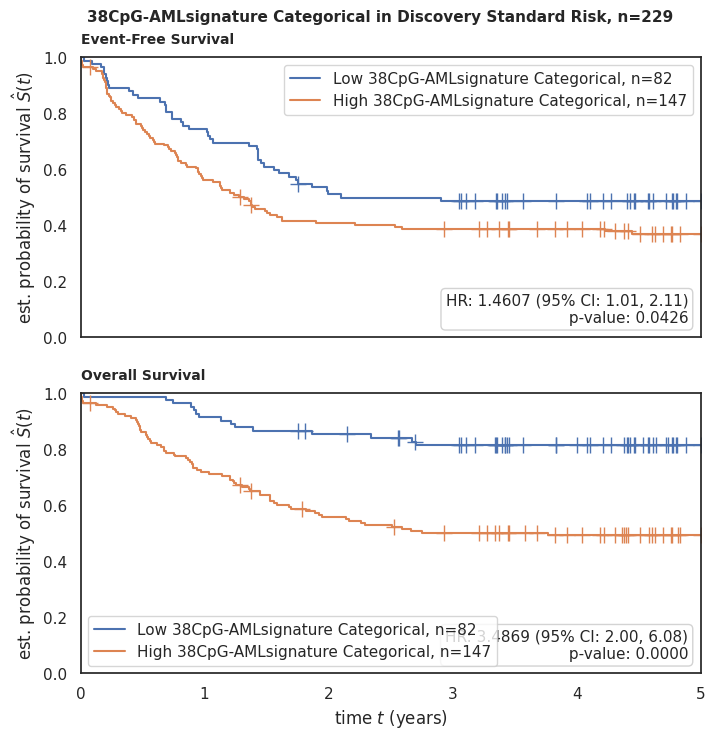 38CpG-AMLsignature Categorical in Discovery Standard Risk, n=229
Event-Free Survival
1.0
0.8
0.6
0.4
0.2
0.0
est. probability of survival Ŝ(t)
Low 38CpG-AMLsignature Categorical, n=82
High 38CpG-AMLsignature Categorical, n=147
HR: 1.4607 (95% CI: 1.01, 2.11)
p-value: 0.0426
Overall Survival
1.0
0.8
0.6
0.4
0.2
0.0
est. probability of survival Ŝ(t)
Low 38CpG-AMLsignature Categorical, n=82
High 38CpG-AMLsignature Categorical, n=147
HR: 3.4869 (95% CI: 2.00, 6.08)
p-value: 0.0000
0 1 2 3 4 5
time t (years)